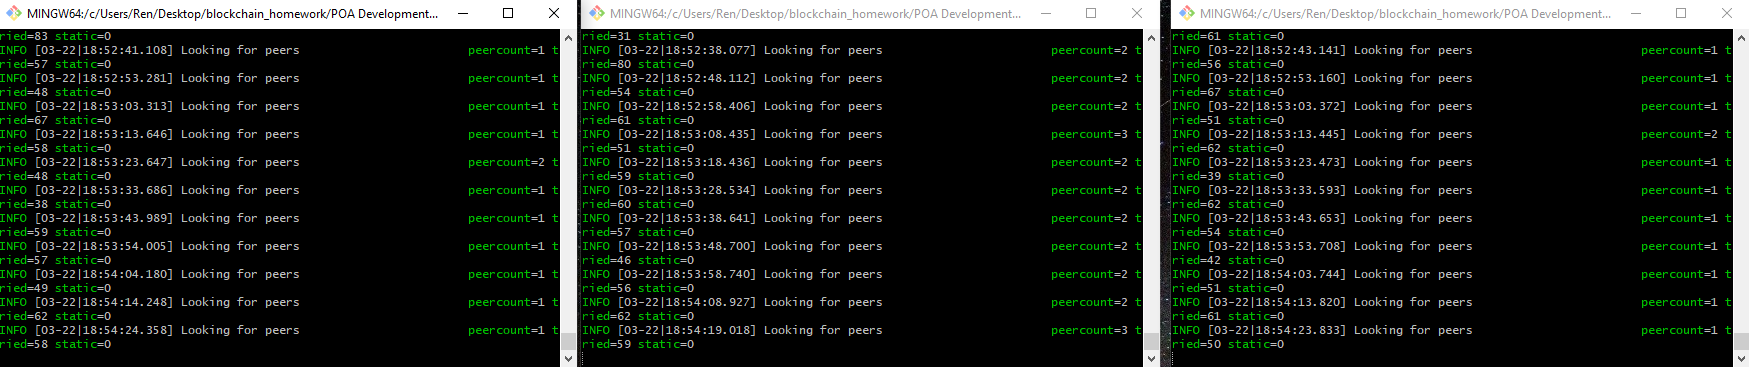 MINGW64:/c/Users/Ren/Desktop/blockchain_homework/POA Development...
ried=83 static=0
INFO [03-22|18:52:41.108] Looking for peers peercount=1 t
ried=57 static=0
INFO [03-22|18:52:53.281] Looking for peers peercount=1 t
ried=48 static=0
INFO [03-22|18:53:03.313] Looking for peers peercount=1 t
ried=67 static=0
INFO [03-22|18:53:13.646] Looking for peers peercount=1 t
ried=58 static=0
INFO [03-22|18:53:23.647] Looking for peers peercount=2 t
ried=48 static=0
INFO [03-22|18:53:33.686] Looking for peers peercount=1 t
ried=38 static=0
INFO [03-22|18:53:43.989] Looking for peers peercount=1 t
ried=59 static=0
INFO [03-22|18:53:54.005] Looking for peers peercount=1 t
ried=57 static=0
INFO [03-22|18:54:04.180] Looking for peers peercount=1 t
ried=49 static=0
INFO [03-22|18:54:14.248] Looking for peers peercount=1 t
ried=62 static=0
INFO [03-22|18:54:24.358] Looking for peers peercount=1 t
ried=58 static=0
MINGW64:/c/Users/Ren/Desktop/blockchain_homework/POA Development...
ried=31 static=0
INFO [03-22|18:52:38.077] Looking for peers peercount=2 t
ried=80 static=0
INFO [03-22|18:52:48.112] Looking for peers peercount=2 t
ried=54 static=0
INFO [03-22|18:52:58.406] Looking for peers peercount=2 t
ried=61 static=0
INFO [03-22|18:53:08.435] Looking for peers peercount=3 t
ried=51 static=0
INFO [03-22|18:53:18.436] Looking for peers peercount=2 t
ried=59 static=0
INFO [03-22|18:53:28.534] Looking for peers peercount=2 t
ried=60 static=0
INFO [03-22|18:53:38.641] Looking for peers peercount=2 t
ried=57 static=0
INFO [03-22|18:53:48.700] Looking for peers peercount=2 t
ried=46 static=0
INFO [03-22|18:53:58.740] Looking for peers peercount=2 t
ried=56 static=0
INFO [03-22|18:54:08.927] Looking for peers peercount=2 t
ried=62 static=0
INFO [03-22|18:54:19.018] Looking for peers peercount=3 t
ried=59 static=0
MINGW64:/c/Users/Ren/Desktop/blockchain_homework/POA Development...
ried=61 static=0
INFO [03-22|18:52:43.141] Looking for peers peercount=1 t
ried=56 static=0
INFO [03-22|18:52:53.160] Looking for peers peercount=1 t
ried=67 static=0
INFO [03-22|18:53:03.372] Looking for peers peercount=1 t
ried=51 static=0
INFO [03-22|18:53:13.445] Looking for peers peercount=2 t
ried=62 static=0
INFO [03-22|18:53:23.473] Looking for peers peercount=1 t
ried=39 static=0
INFO [03-22|18:53:33.593] Looking for peers peercount=1 t
ried=62 static=0
INFO [03-22|18:53:43.653] Looking for peers peercount=1 t
ried=54 static=0
INFO [03-22|18:53:53.708] Looking for peers peercount=1 t
ried=42 static=0
INFO [03-22|18:54:03.744] Looking for peers peercount=1 t
ried=51 static=0
INFO [03-22|18:54:13.820] Looking for peers peercount=1 t
ried=61 static=0
INFO [03-22|18:54:23.833] Looking for peers peercount=1 t
ried=50 static=0